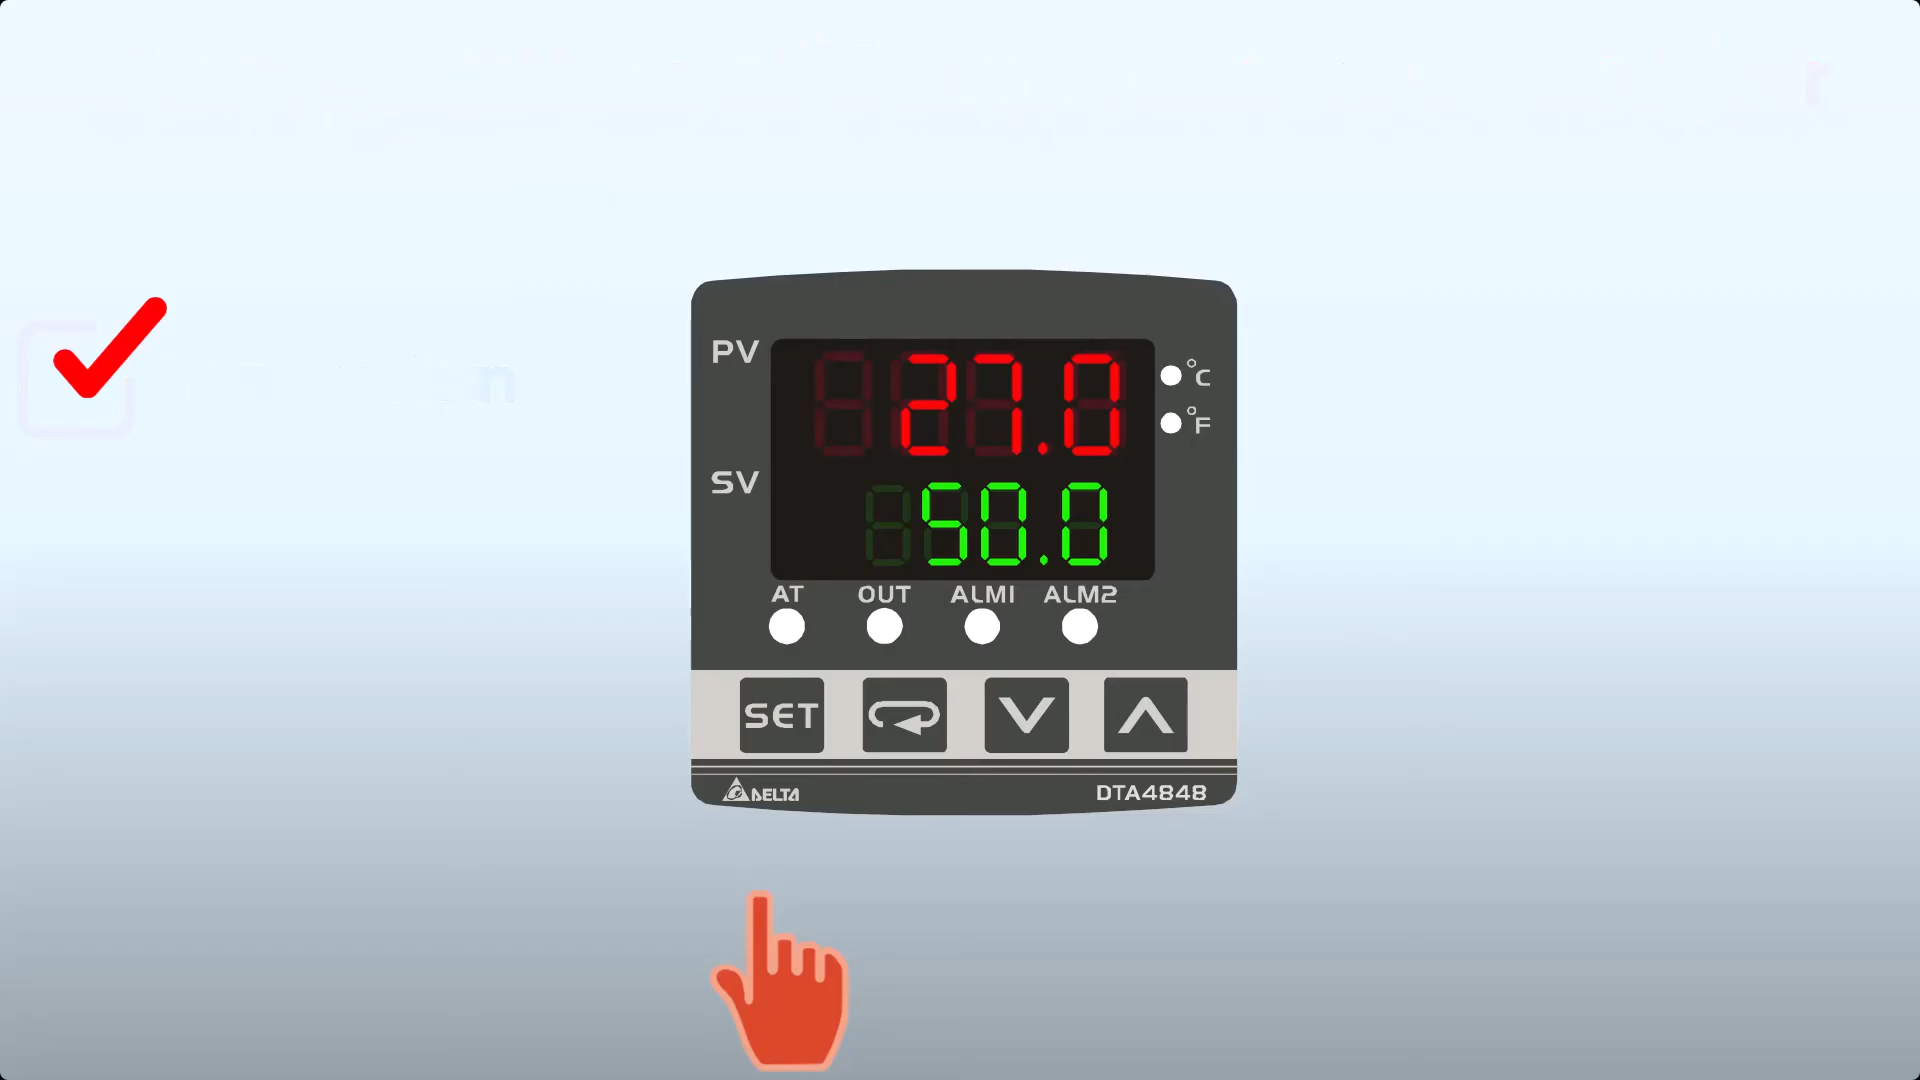 PV
27.0
°C
°F
SV
50.0
AT OUT ALM1 ALM2
SET
DELTA
DTA4848